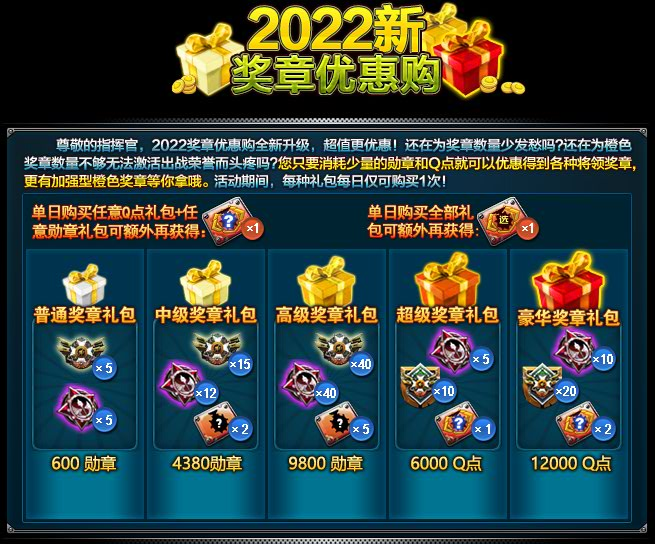 2022新
奖章优惠购
尊敬的指挥官，2022奖章优惠购全新升级，超值更优惠！还在为奖章数量少发愁吗?还在为橙色
奖章数量不够无法激活出战荣誉而头疼吗?您只要消耗少量的勋章和Q点就可以优惠得到各种将领奖章，
更有加强型橙色奖章等你拿哦。活动期间，每种礼包每日仅可购买1次！
单日购买任意Q点礼包+任
意勋章礼包可额外再获得：
?
×1
单日购买全部礼
包可额外再获得：
选
×1
普通奖章礼包
×5
×5
600 勋章
中级奖章礼包
×15
×12
?
×2
4380勋章
高级奖章礼包
×40
×40
?
×5
9800 勋章
超级奖章礼包
×5
×10
?
×1
6000 Q点
豪华奖章礼包
×10
×20
?
×2
12000 Q点